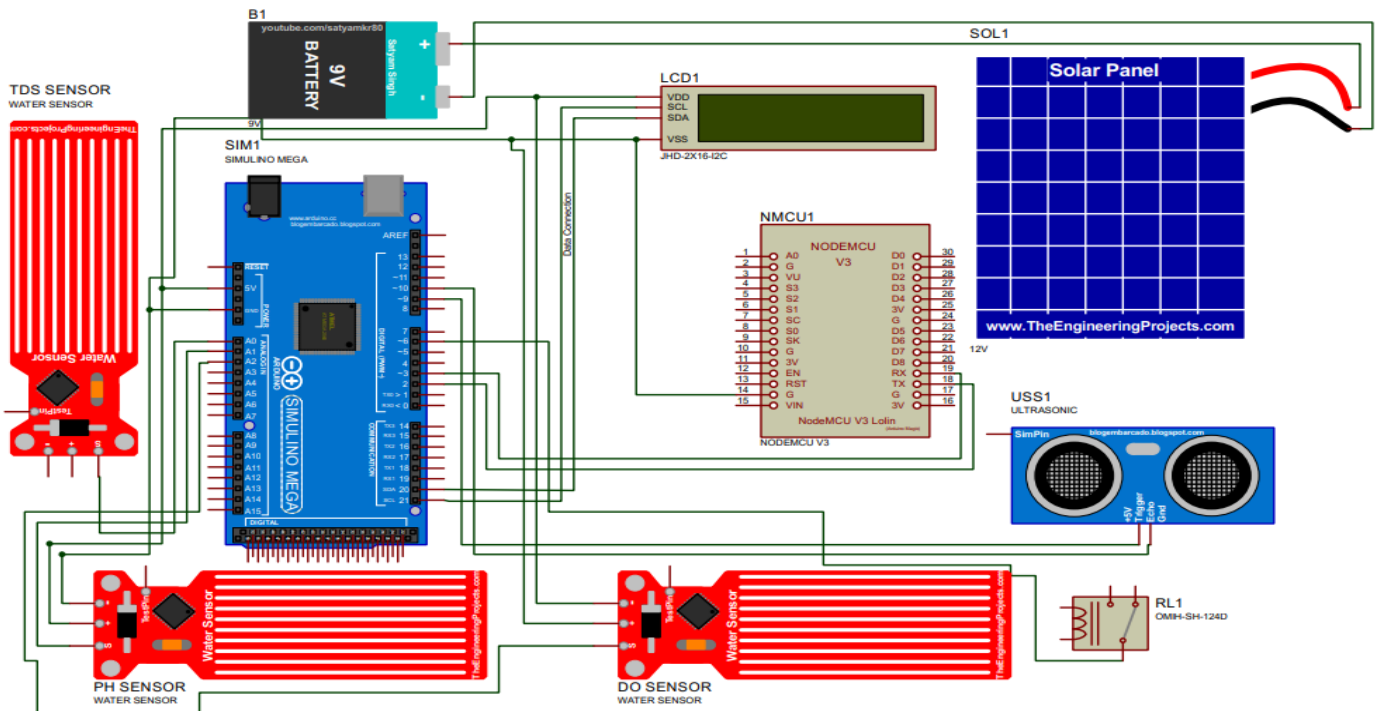 B1
youtube.com/satyamkr80
9V
BATTERY
Satyam Singh
+
-
9V
SOL1
Solar Panel
www.TheEngineeringProjects.com
12V
TDS SENSOR
WATER SENSOR
TheEngineeringProjects.com
Water Sensor
TestPin
- + S
LCD1
VDD
SCL
SDA
VSS
JHD-2X16-I2C
Data Connection
SIM1
SIMULINO MEGA
www.arduino.cc
blogembarcado.blogspot.com
AREF
13
12
~11
~10
~9
8
7
~6
~5
4
~3
2
TX0 > 1
RX0 < 0
TX3 14
RX3 15
TX2 16
RX2 17
TX1 18
RX1 19
SDA 20
SCL 21
RESET
5V
GND
POWER
A0
A1
A2
A3
A4
A5
A6
A7
A8
A9
A10
A11
A12
A13
A14
A15
ANALOG IN
ARDUINO
(SIMULINO MEGA)
ATMEL
DIGITAL (PWM~)
COMMUNICATION
DIGITAL
NMCU1
NODEMCU
V3
1 A0
2 G
3 VU
4 S3
5 S2
6 S1
7 SC
8 S0
9 SK
10 G
11 3V
12 EN
13 RST
14 G
15 VIN
D0 30
D1 29
D2 28
D3 27
D4 26
3V 25
G 24
D5 23
D6 22
D7 21
D8 20
RX 19
TX 18
G 17
3V 16
NodeMCU V3 Lolin
NODEMCU V3
USS1
ULTRASONIC
SimPin
blogembarcado.blogspot.com
+5V
Trigger
Echo
Gnd
RL1
OMIH-SH-124D
TestPin
- + S
Water Sensor
TheEngineeringProjects.com
PH SENSOR
WATER SENSOR
TestPin
- + S
Water Sensor
TheEngineeringProjects.com
DO SENSOR
WATER SENSOR